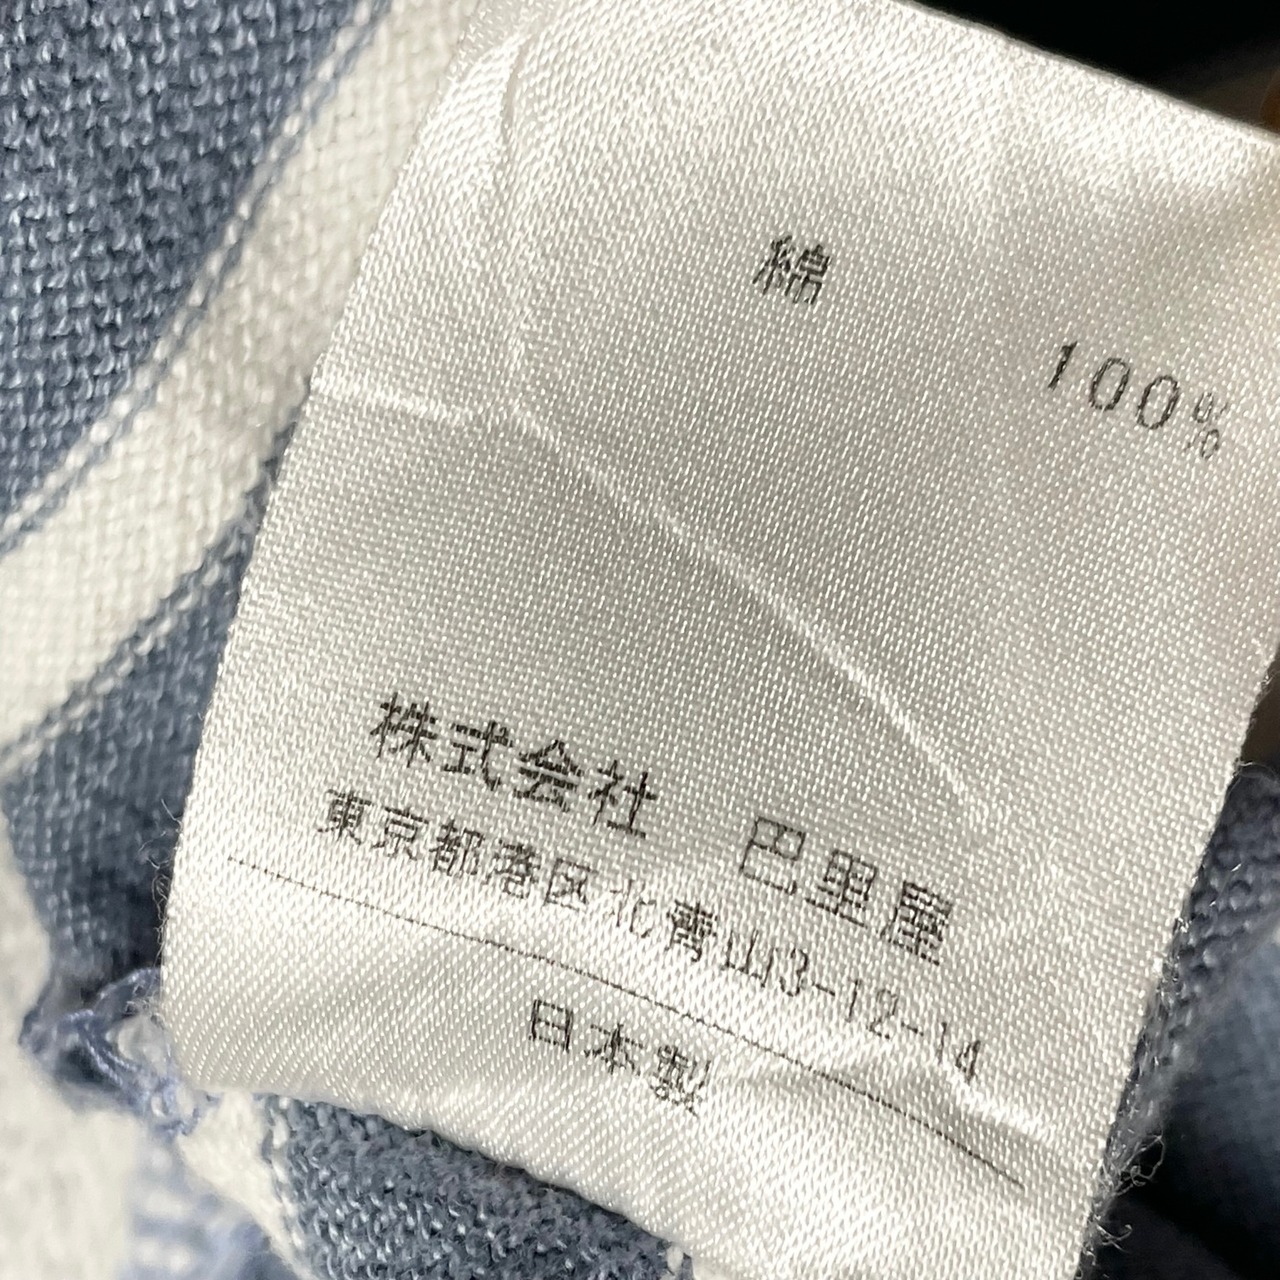 綿
100%
株式会社 巴里屋
東京都港区北青山3-12-14
日本製